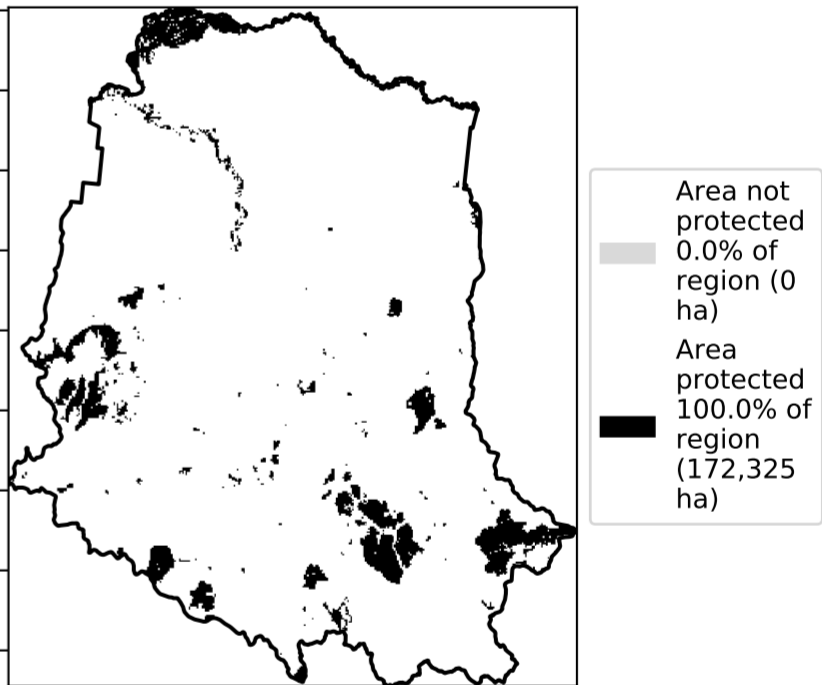 Area not
protected
0.0% of
region (0
ha)
Area
protected
100.0% of
region
(172,325
ha)